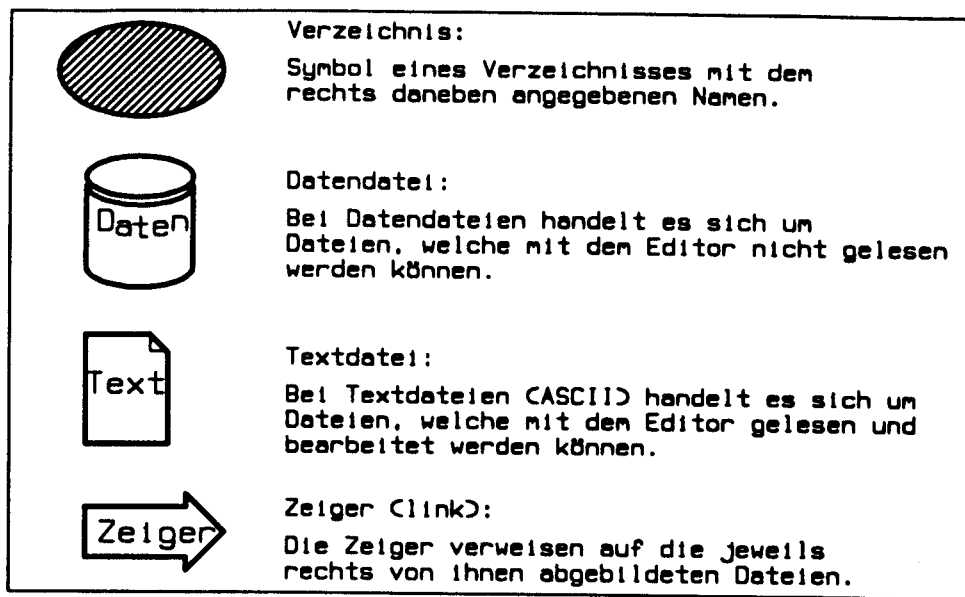 Verzeichnis:
Symbol eines Verzeichnisses mit dem
rechts daneben angegebenen Namen.
Daten
Datendatei:
Bei Datendateien handelt es sich um
Dateien, welche mit dem Editor nicht gelesen
werden können.
Text
Textdatei:
Bei Textdateien (ASCII) handelt es sich um
Dateien, welche mit dem Editor gelesen und
bearbeitet werden können.
Zeiger
Zeiger (link):
Die Zeiger verweisen auf die jeweils
rechts von ihnen abgebildeten Dateien.